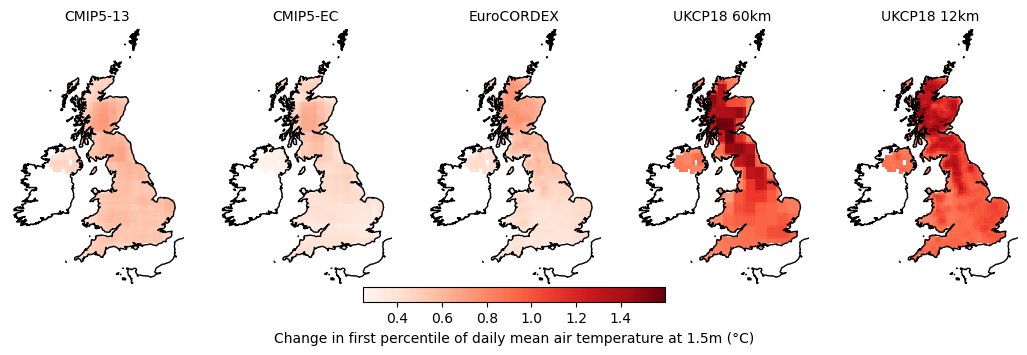 CMIP5-13 CMIP5-EC EuroCORDEX UKCP18 60km UKCP18 12km
0.4 0.6 0.8 1.0 1.2 1.4
Change in first percentile of daily mean air temperature at 1.5m (°C)